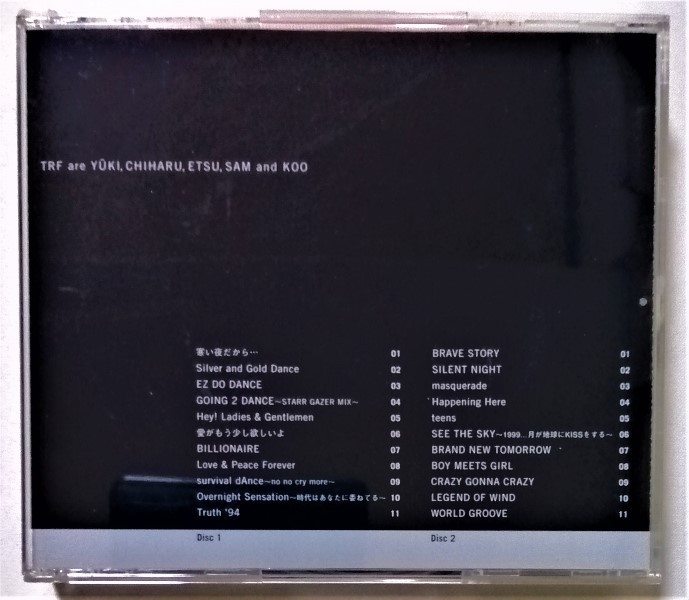 TRF are YŪKI, CHIHARU, ETSU, SAM and KOO
寒い夜だから… 01
Silver and Gold Dance 02
EZ DO DANCE 03
GOING 2 DANCE~STARR GAZER MIX~ 04
Hey! Ladies & Gentlemen 05
愛がもう少し欲しいよ 06
BILLIONAIRE 07
Love & Peace Forever 08
survival dAnce~no no cry more~ 09
Overnight Sensation~時代はあなたに委ねてる~ 10
Truth '94 11
Disc 1
BRAVE STORY 01
SILENT NIGHT 02
masquerade 03
Happening Here 04
teens 05
SEE THE SKY~1999...月が地球にKISSをする~ 06
BRAND NEW TOMORROW 07
BOY MEETS GIRL 08
CRAZY GONNA CRAZY 09
LEGEND OF WIND 10
WORLD GROOVE 11
Disc 2